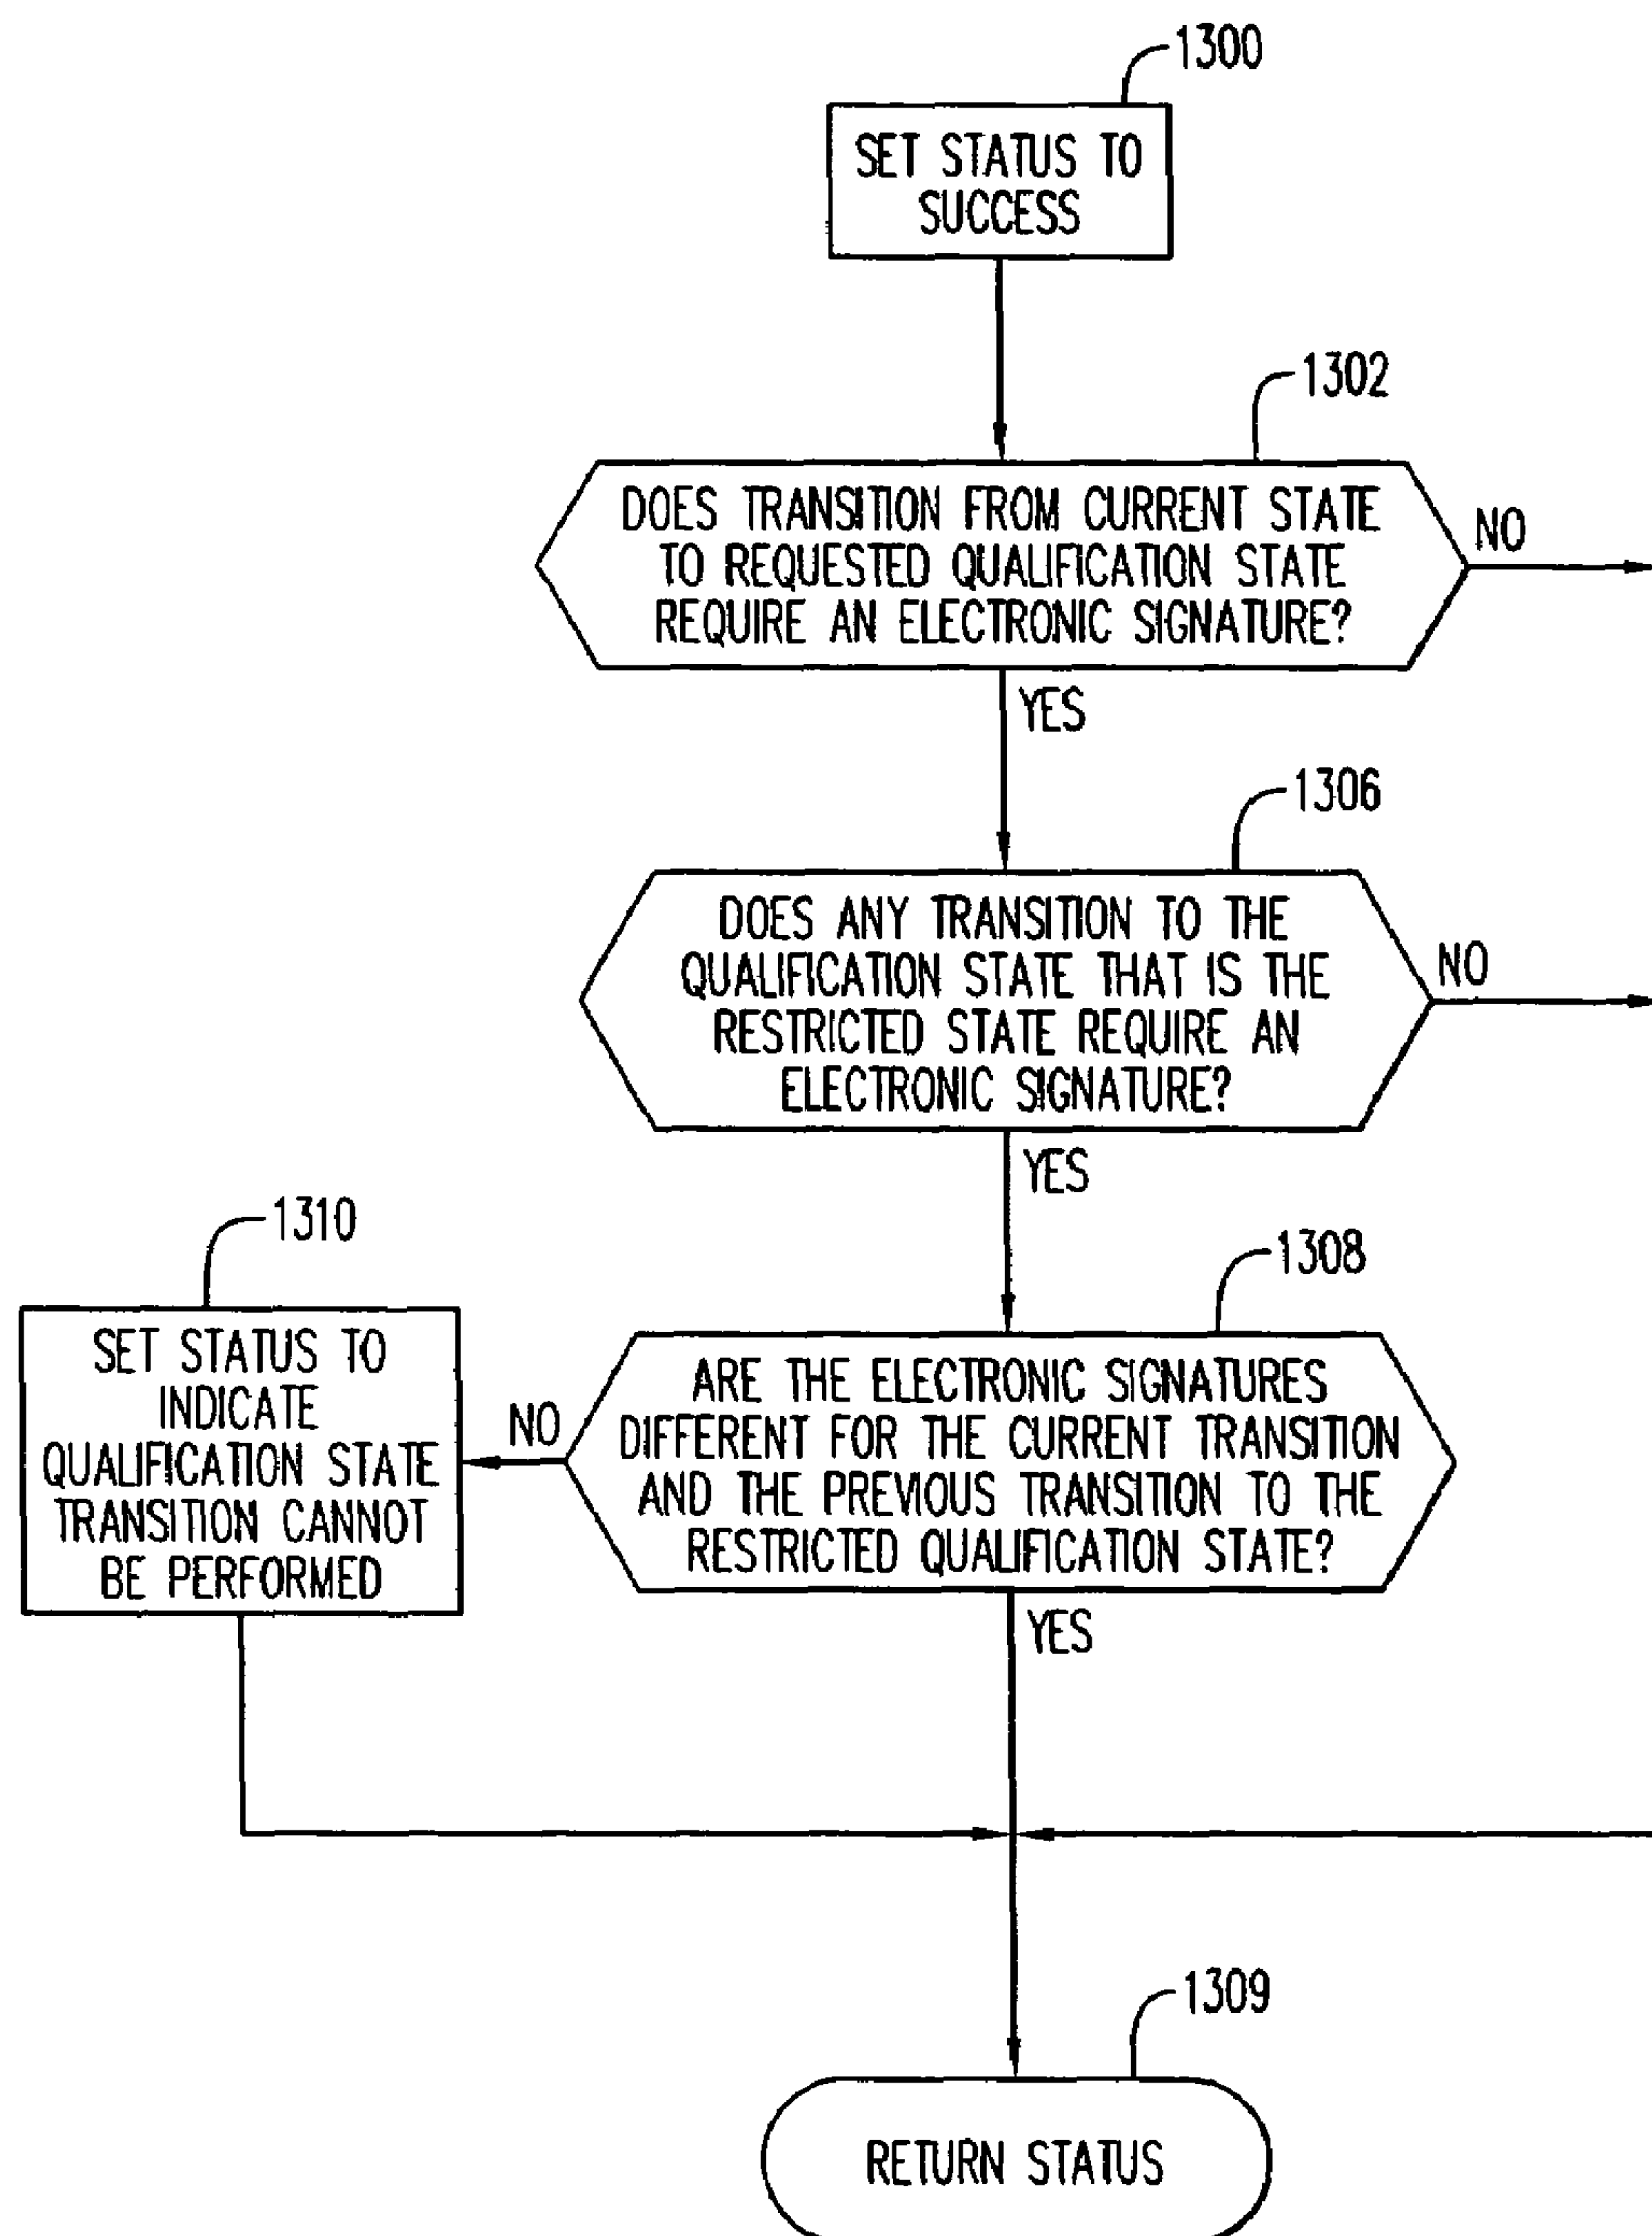 1300
SET STATUS TO
SUCCESS
1302
DOES TRANSITION FROM CURRENT STATE
TO REQUESTED QUALIFICATION STATE
REQUIRE AN ELECTRONIC SIGNATURE?
NO
YES
1306
DOES ANY TRANSITION TO THE
QUALIFICATION STATE THAT IS THE
RESTRICTED STATE REQUIRE AN
ELECTRONIC SIGNATURE?
NO
YES
1310
SET STATUS TO
INDICATE
QUALIFICATION STATE
TRANSITION CANNOT
BE PERFORMED
NO
1308
ARE THE ELECTRONIC SIGNATURES
DIFFERENT FOR THE CURRENT TRANSITION
AND THE PREVIOUS TRANSITION TO THE
RESTRICTED QUALIFICATION STATE?
YES
1309
RETURN STATUS